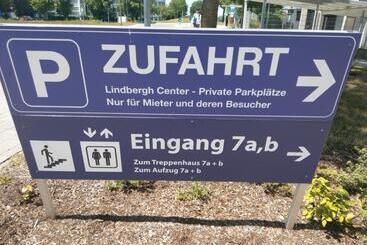 P ZUFAHRT
Lindbergh Center - Private Parkplätze
Nur für Mieter und deren Besucher
Eingang 7a,b
Zum Treppenhaus 7a + b
Zum Aufzug 7a + b